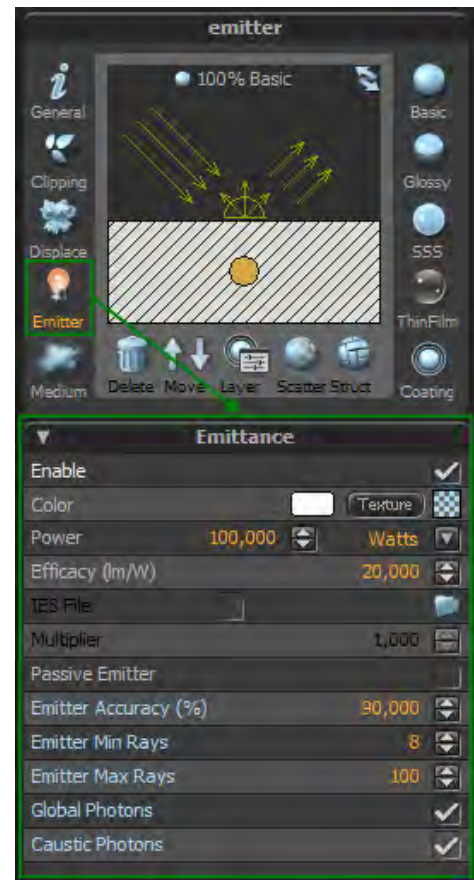 emitter
100% Basic
General
Basic
Clipping
Glossy
Displace
SSS
Emitter
ThinFilm
Medium
Delete Move Layer Scatter Struct
Coating
Emittance
Enable
Color Texture
Power 100,000 Watts
Efficacy (lm/W) 20,000
IES File
Multiplier 1,000
Passive Emitter
Emitter Accuracy (%) 90,000
Emitter Min Rays 8
Emitter Max Rays 100
Global Photons
Caustic Photons